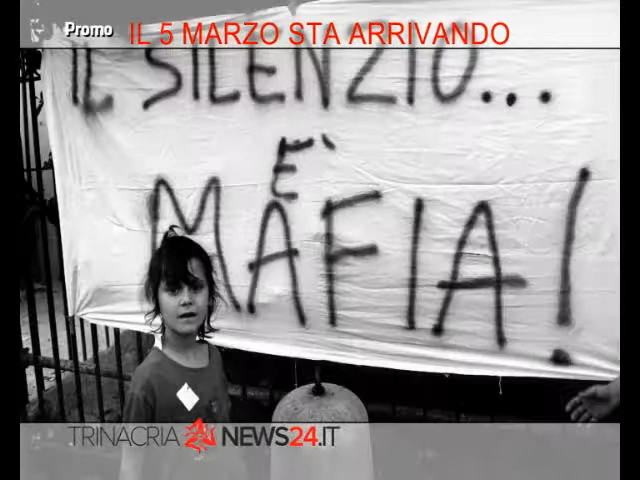 Promo
IL 5 MARZO STA ARRIVANDO
IL SILENZIO...
E'
MAFIA!
TRINACRIA NEWS24.IT